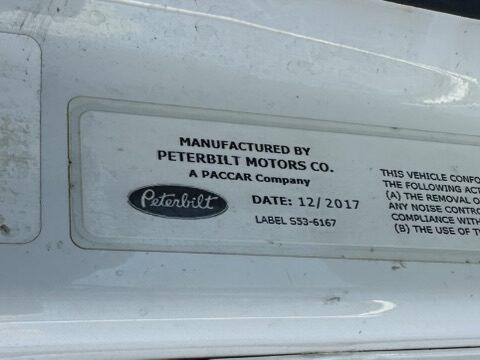 MANUFACTURED BY
PETERBILT MOTORS CO.
A PACCAR Company
Peterbilt
DATE: 12/2017
LABEL S53-6167
THIS VEHICLE CONFO
THE FOLLOWING ACT
(A) THE REMOVAL O
ANY NOISE CONTRO
COMPLIANCE WITH
(B) THE USE OF T